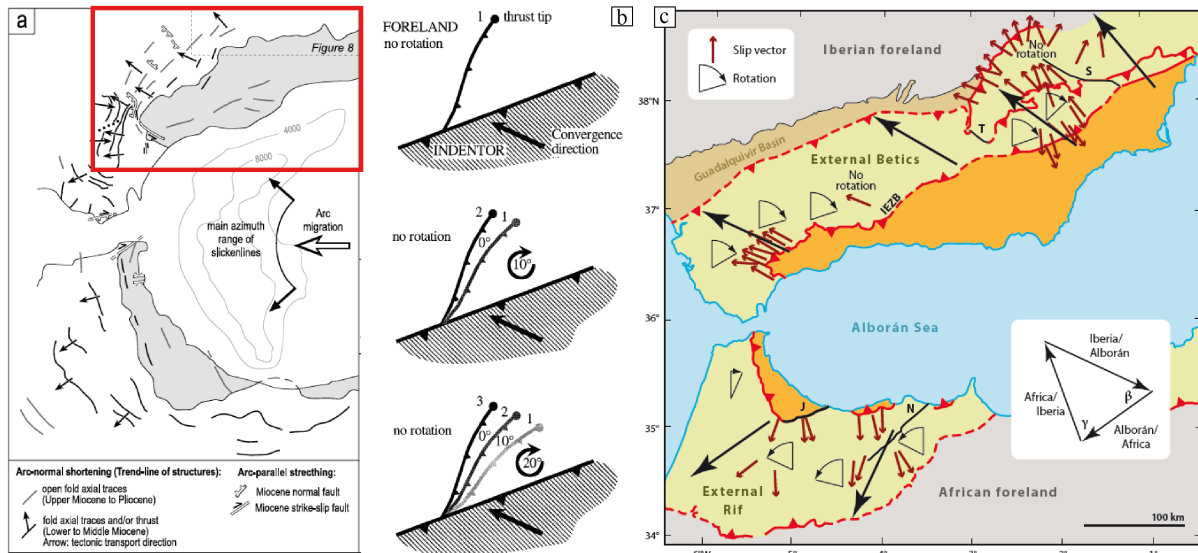 a
Figure 8
4000
8000
main azimuth
range of
slickenlines
Arc
migration
Arc-normal shortening (Trend-line of structures):
open fold axial traces
(Upper Miocene to Pliocene)
fold axial traces and/or thrust
(Lower to Middle Miocene)
Arrow: tectonic transport direction
Arc-parallel stretching
Miocene normal fault
Miocene strike-slip fault
b
1
thrust tip
FORELAND
no rotation
Convergence
direction
INDENTOR
2
1
no rotation
0°
10°
3
2
1
no rotation
0°
10°
20°
c
Slip vector
Rotation
Iberian foreland
No
rotation
S
38°N
T
Guadalquivir Basin
External Betics
No
rotation
IEZB
37°
36°
Alborán Sea
Iberia/
Alborán
Africa/
Iberia
β
γ
Alborán/
Africa
J
N
35°
External
Rif
African foreland
100 km
34°